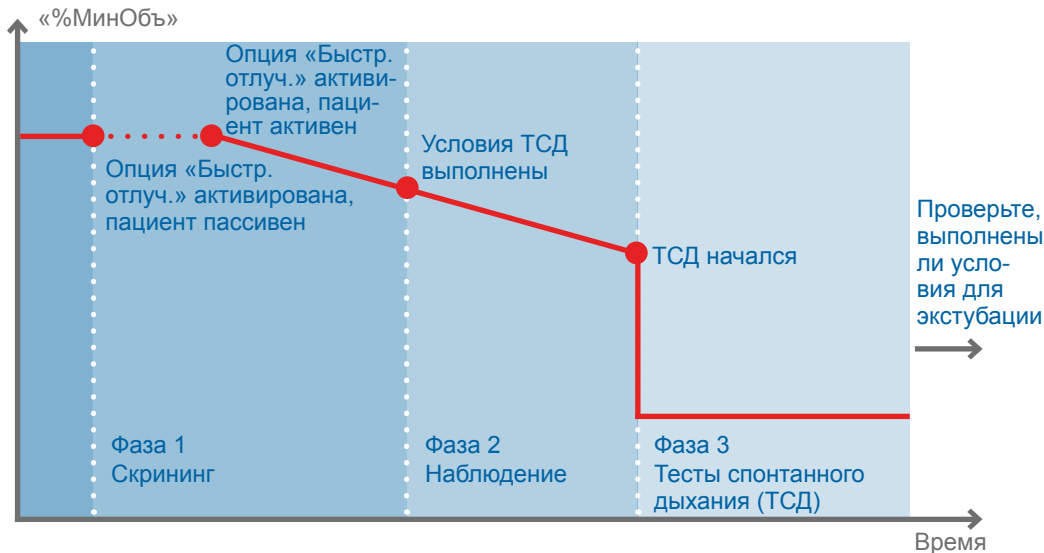 «%МинОбъ»
Опция «Быстр.
отлуч.» активи-
рована, паци-
ент активен
Опция «Быстр.
отлуч.» активирована,
пациент пассивен
Условия ТСД
выполнены
ТСД начался
Проверьте,
выполнены
ли усло-
вия для
экстубации
Фаза 1
Скрининг
Фаза 2
Наблюдение
Фаза 3
Тесты спонтанного
дыхания (ТСД)
Время